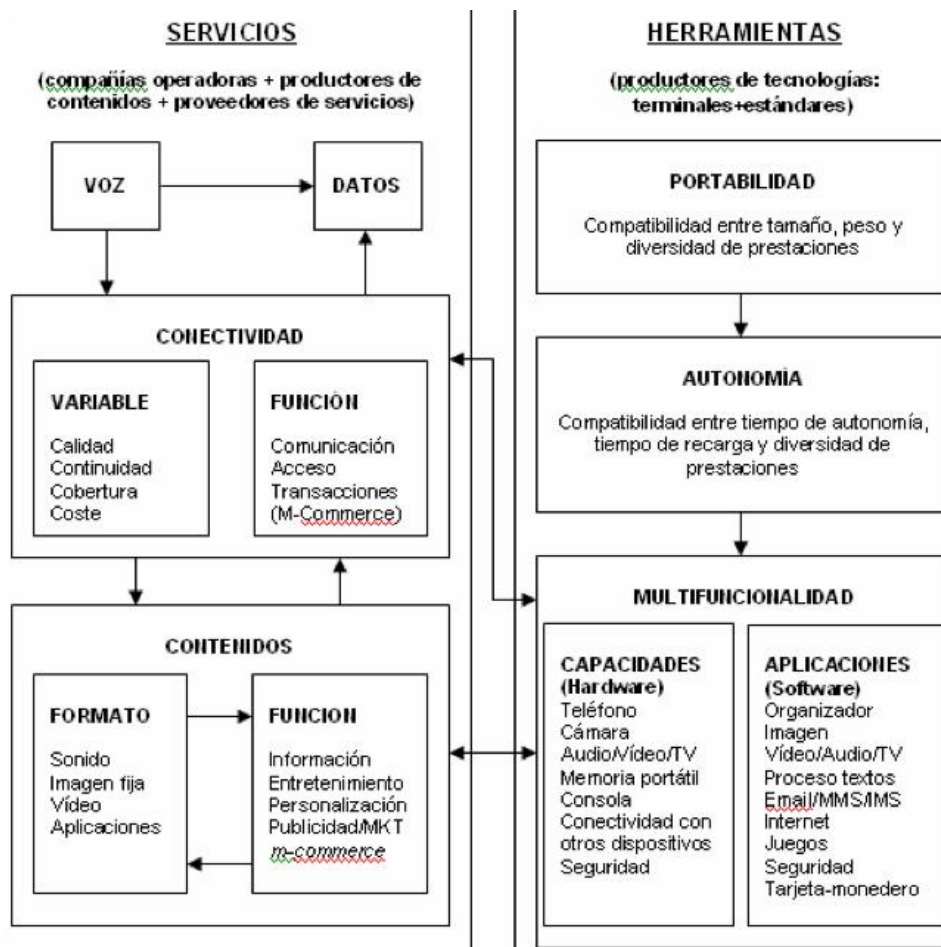 SERVICIOS
(compañías operadoras + productores de
contenidos + proveedores de servicios)
VOZ
DATOS
CONECTIVIDAD
VARIABLE
Calidad
Continuidad
Cobertura
Coste
FUNCIÓN
Comunicación
Acceso
Transacciones
(M-Commerce)
CONTENIDOS
FORMATO
Sonido
Imagen fija
Vídeo
Aplicaciones
FUNCION
Información
Entretenimiento
Personalización
Publicidad/MKT
m-commerce
HERRAMIENTAS
(productores de tecnologías:
terminales+estándares)
PORTABILIDAD
Compatibilidad entre tamaño, peso y
diversidad de prestaciones
AUTONOMÍA
Compatibilidad entre tiempo de autonomía,
tiempo de recarga y diversidad de
prestaciones
MULTIFUNCIONALIDAD
CAPACIDADES
(Hardware)
Teléfono
Cámara
Audio/Vídeo/TV
Memoria portátil
Consola
Conectividad con
otros dispositivos
Seguridad
APLICACIONES
(Software)
Organizador
Imagen
Vídeo/Audio/TV
Proceso textos
Email/MMS/IMS
Internet
Juegos
Seguridad
Tarjeta-monedero